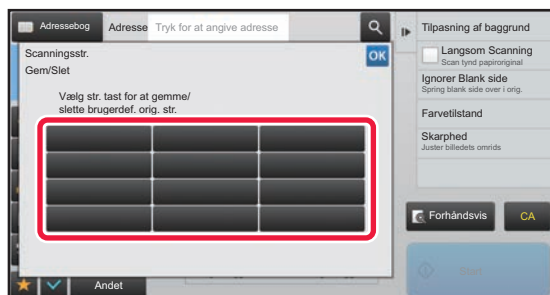 Adressebog
Adresse
Tryk for at angive adresse
Scanningsstr.
OK
Gem/Slet
Vælg str. tast for at gemme/
slette brugerdef. orig. str.
Andet
Tilpasning af baggrund
Langsom Scanning
Scan tynd papiroriginal
Ignorer Blank side
Spring blank side over i orig.
Farvetilstand
Skarphed
Juster billedets omrids
Forhåndsvis
CA
Start